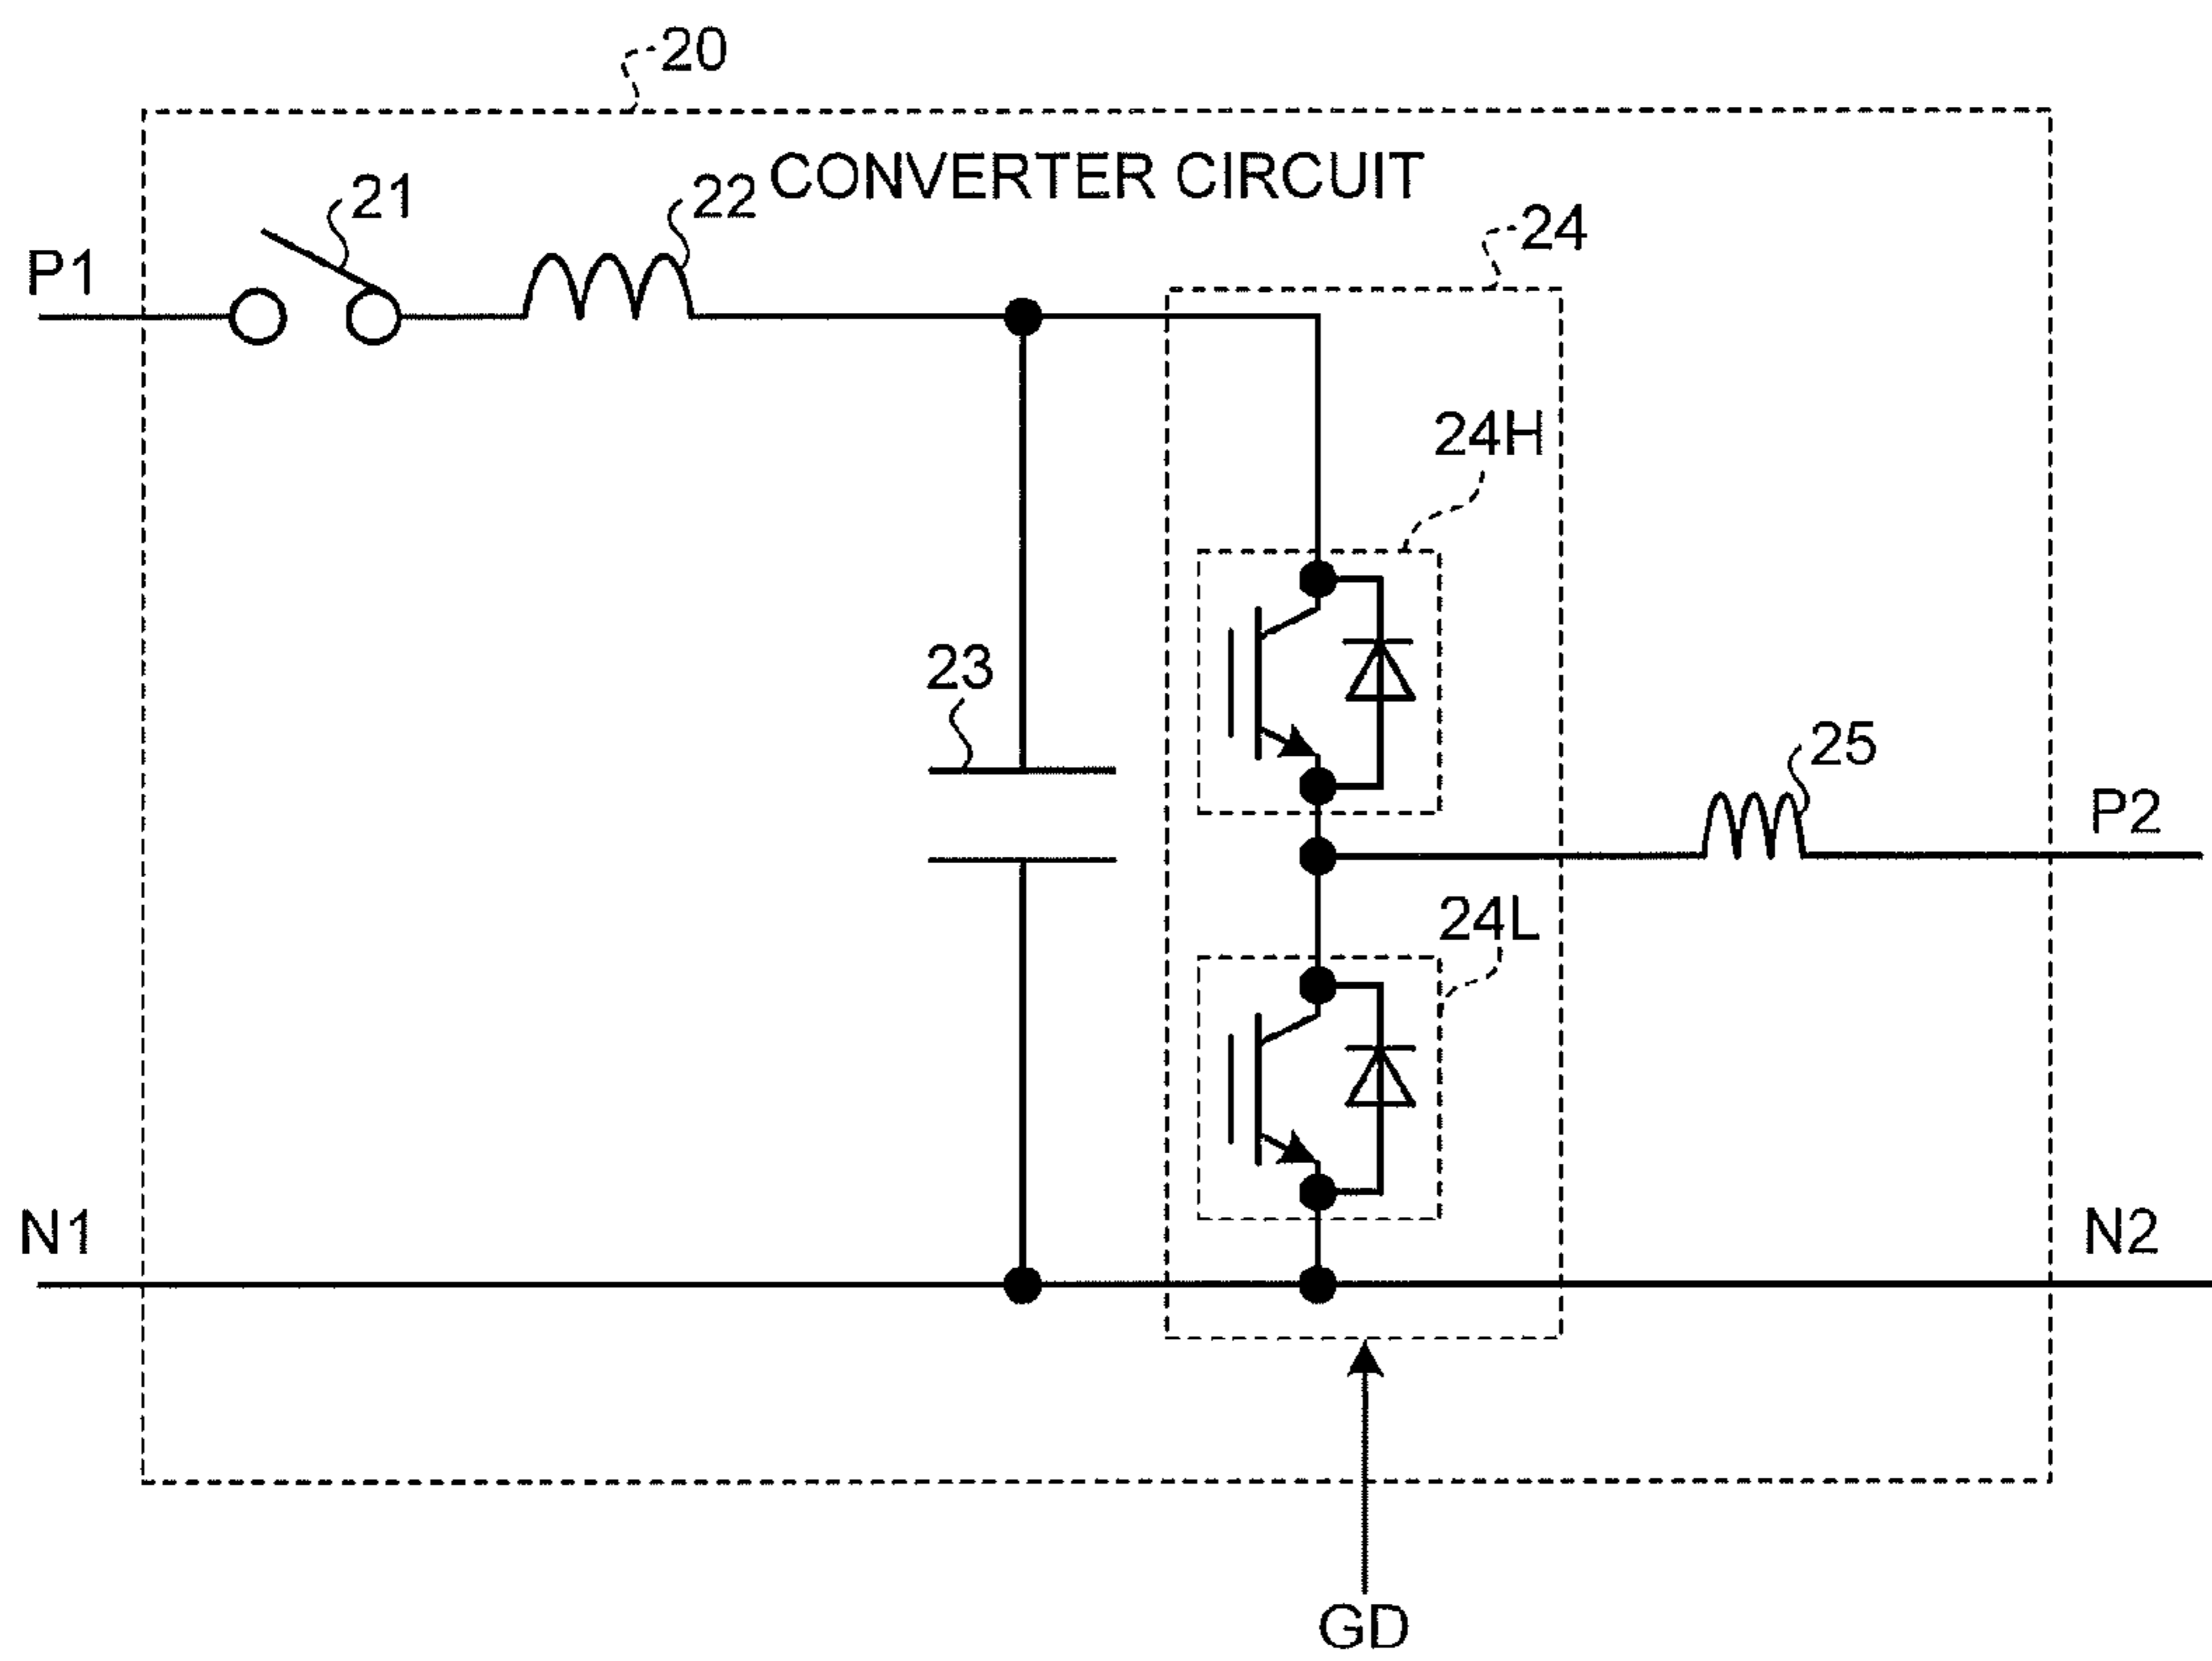 20
CONVERTER CIRCUIT
21
22
24
P1
24H
23
25
P2
24L
N1
N2
GD